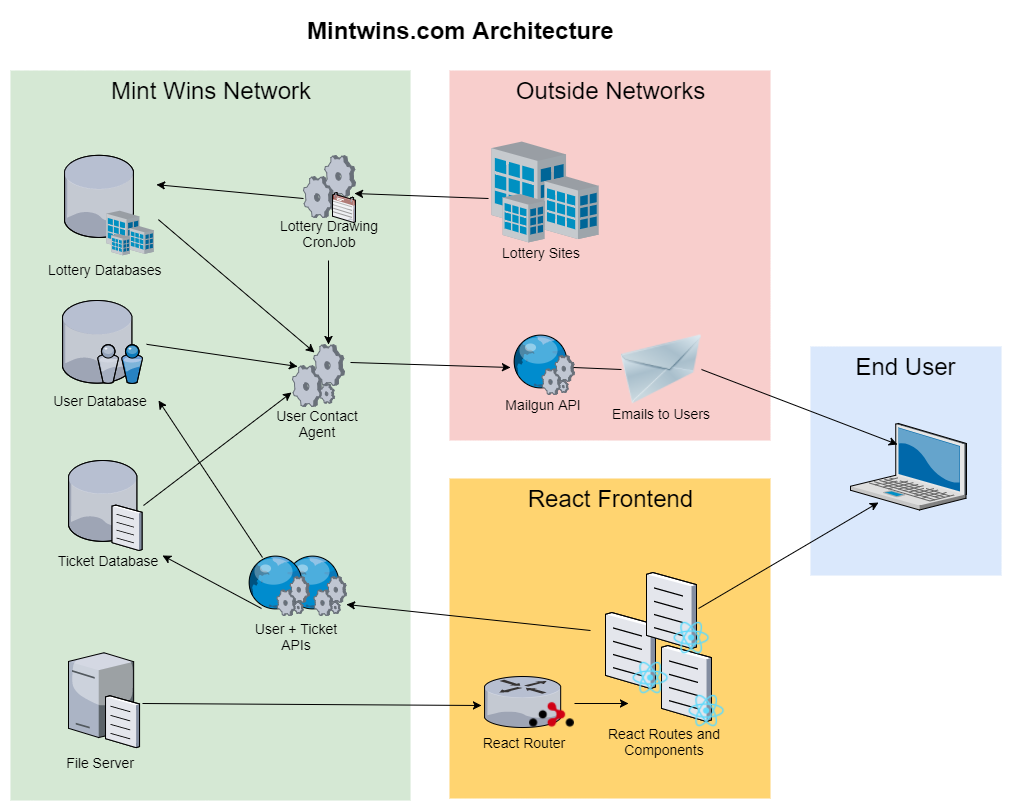 Mintwins.com Architecture
Mint Wins Network
Lottery Databases
Lottery Drawing
CronJob
User Database
User Contact
Agent
Ticket Database
User + Ticket
APIs
File Server
Outside Networks
Lottery Sites
Mailgun API
Emails to Users
React Frontend
React Router
React Routes and
Components
End User